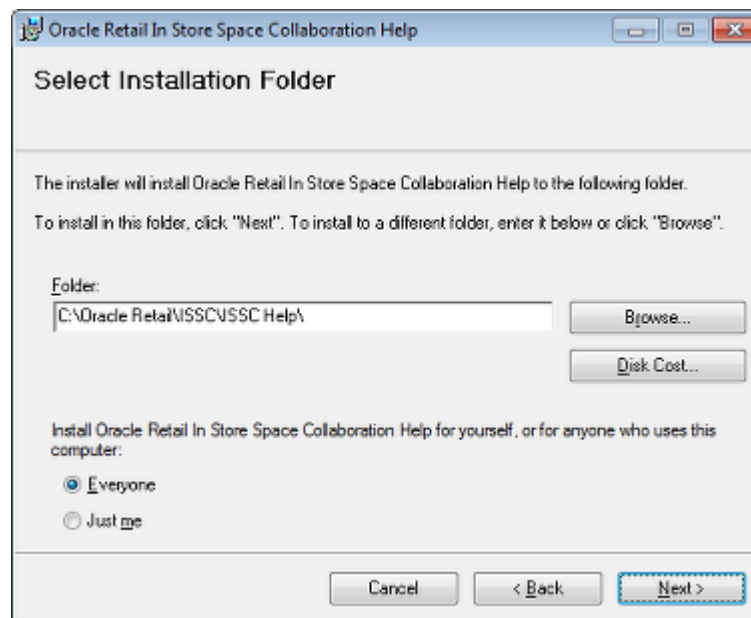 Oracle Retail In Store Space Collaboration Help
Select Installation Folder
The installer will install Oracle Retail In Store Space Collaboration Help to the following folder.
To install in this folder, click "Next". To install to a different folder, enter it below or click "Browse".
Folder:
C:\Oracle Retail\ISSC\ISSC Help\
Browse...
Disk Cost...
Install Oracle Retail In Store Space Collaboration Help for yourself, or for anyone who uses this
computer:
Everyone
Just me
Cancel
< Back
Next >